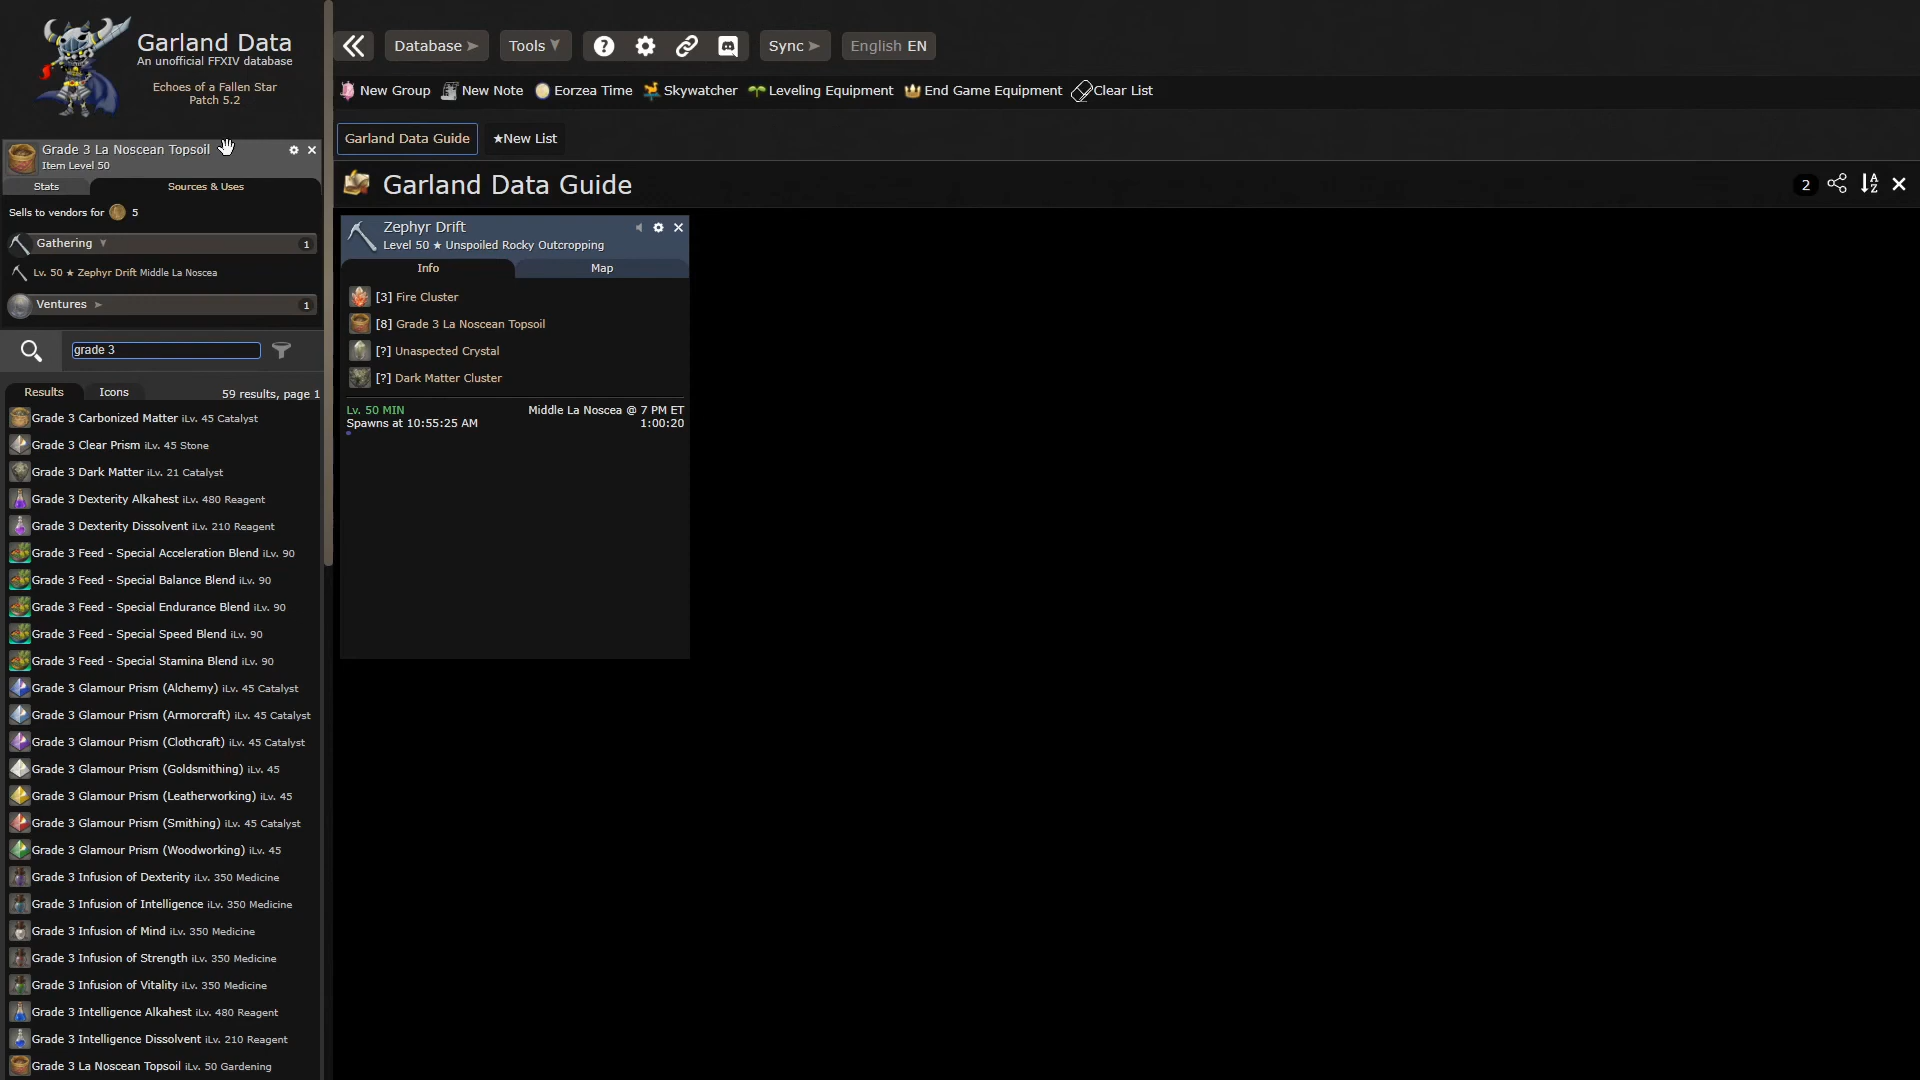 Garland Data
An unofficial FFXIV database
Echoes of a Fallen Star
Patch 5.2
Database
Tools
Sync
English EN
New Group
New Note
Eorzea Time
Skywatcher
Leveling Equipment
End Game Equipment
Clear List
Garland Data Guide
★New List
Garland Data Guide
2
Grade 3 La Noscean Topsoil
Item Level 50
Stats
Sources & Uses
Sells to vendors for 5
Gathering
1
Lv. 50 ★ Zephyr Drift Middle La Noscea
Ventures
1
grade 3
Results
Icons
59 results, page 1
Grade 3 Carbonized Matter iLv. 45 Catalyst
Grade 3 Clear Prism iLv. 45 Stone
Grade 3 Dark Matter iLv. 21 Catalyst
Grade 3 Dexterity Alkahest iLv. 480 Reagent
Grade 3 Dexterity Dissolvent iLv. 210 Reagent
Grade 3 Feed - Special Acceleration Blend iLv. 90
Grade 3 Feed - Special Balance Blend iLv. 90
Grade 3 Feed - Special Endurance Blend iLv. 90
Grade 3 Feed - Special Speed Blend iLv. 90
Grade 3 Feed - Special Stamina Blend iLv. 90
Grade 3 Glamour Prism (Alchemy) iLv. 45 Catalyst
Grade 3 Glamour Prism (Armorcraft) iLv. 45 Catalyst
Grade 3 Glamour Prism (Clothcraft) iLv. 45 Catalyst
Grade 3 Glamour Prism (Goldsmithing) iLv. 45
Grade 3 Glamour Prism (Leatherworking) iLv. 45
Grade 3 Glamour Prism (Smithing) iLv. 45 Catalyst
Grade 3 Glamour Prism (Woodworking) iLv. 45
Grade 3 Infusion of Dexterity iLv. 350 Medicine
Grade 3 Infusion of Intelligence iLv. 350 Medicine
Grade 3 Infusion of Mind iLv. 350 Medicine
Grade 3 Infusion of Strength iLv. 350 Medicine
Grade 3 Infusion of Vitality iLv. 350 Medicine
Grade 3 Intelligence Alkahest iLv. 480 Reagent
Grade 3 Intelligence Dissolvent iLv. 210 Reagent
Grade 3 La Noscean Topsoil iLv. 50 Gardening
Zephyr Drift
Level 50 ★ Unspoiled Rocky Outcropping
Info
Map
[3] Fire Cluster
[8] Grade 3 La Noscean Topsoil
[?] Unaspected Crystal
[?] Dark Matter Cluster
Lv. 50 MIN
Middle La Noscea @ 7 PM ET
Spawns at 10:55:25 AM
1:00:20